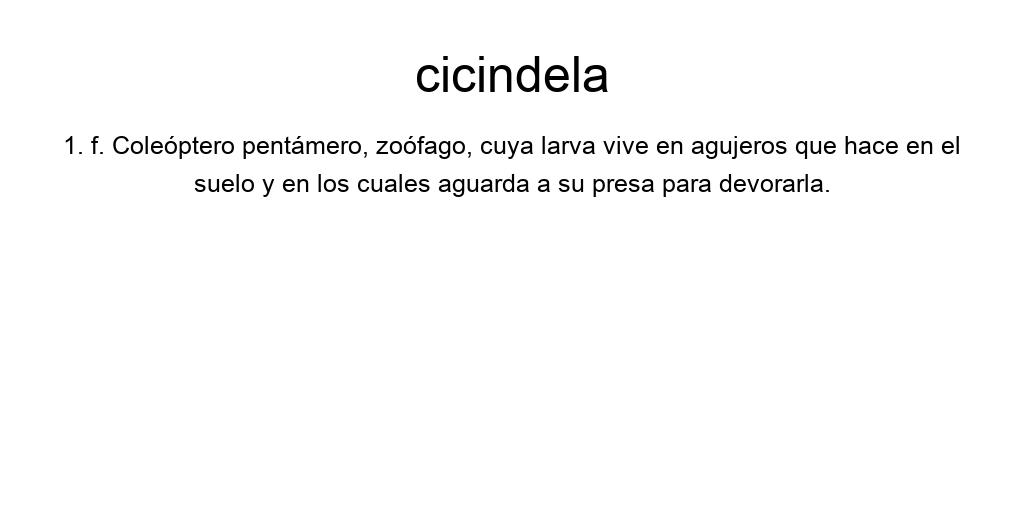 cicindela
1. f. Coleóptero pentámero, zoófago, cuya larva vive en agujeros que hace en el
suelo y en los cuales aguarda a su presa para devorarla.